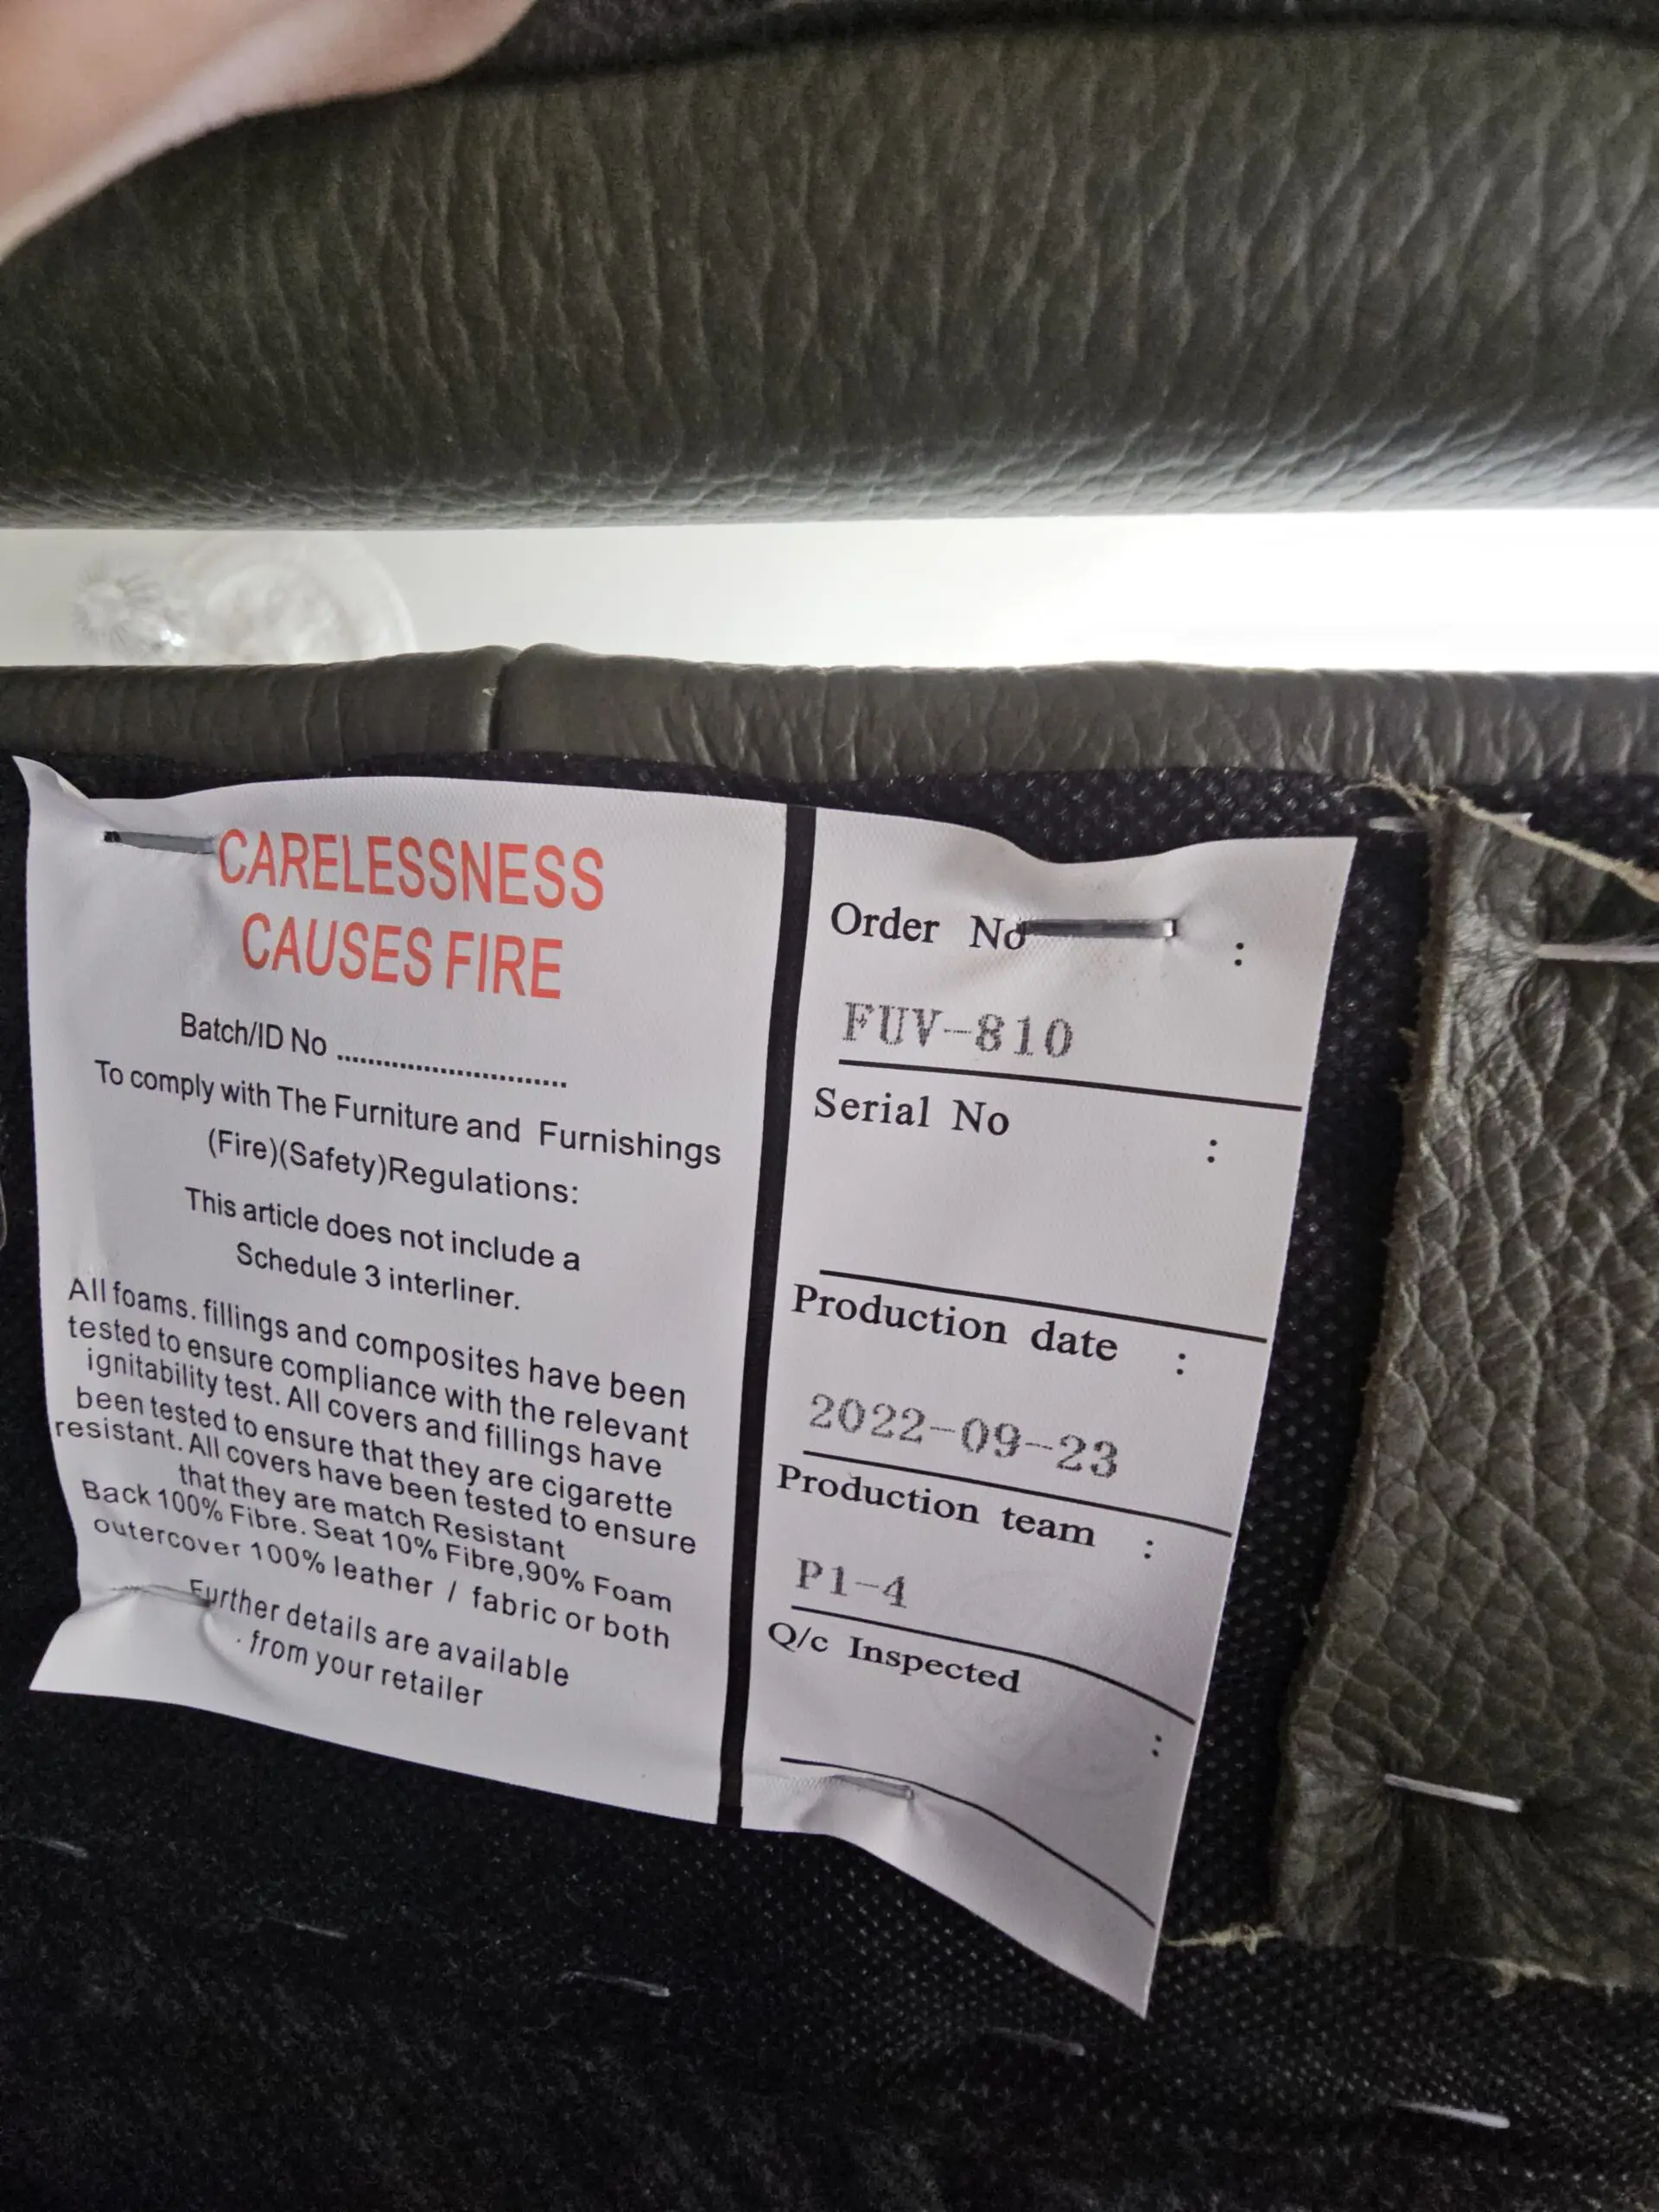 CARELESSNESS
CAUSES FIRE
Batch/ID No ..............................
To comply with The Furniture and Furnishings
(Fire)(Safety)Regulations:
This article does not include a
Schedule 3 interliner.
All foams. fillings and composites have been
tested to ensure compliance with the relevant
ignitability test. All covers and fillings have
been tested to ensure that they are cigarette
resistant. All covers have been tested to ensure
that they are match Resistant
Back 100% Fibre. Seat 10% Fibre,90% Foam
outercover 100% leather / fabric or both
Further details are available
from your retailer
Order No :
FUV-810
Serial No :
Production date :
2022-09-23
Production team :
P1-4
Q/c Inspected :